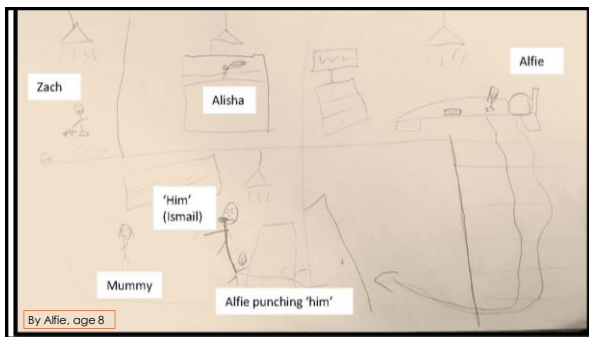 Zach
Alisha
Alfie
'Him'
(Ismail)
Mummy
Alfie punching 'him'
By Alfie, age 8